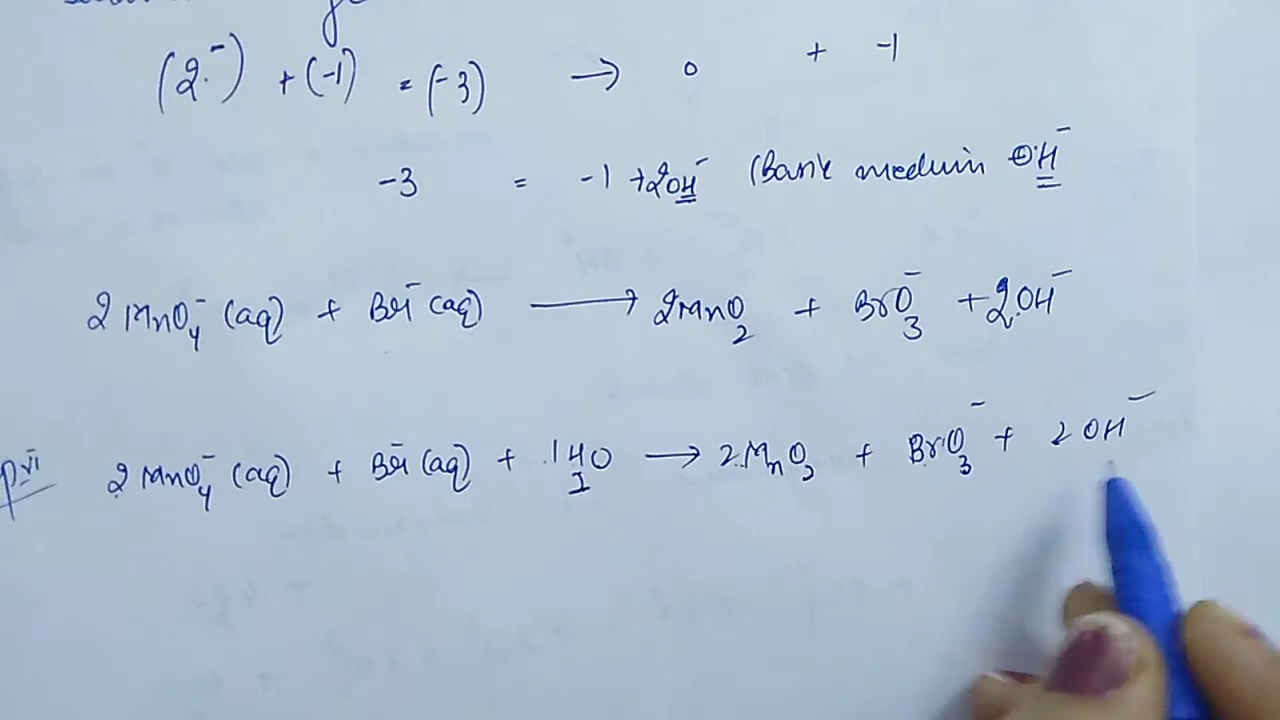 (2⁻) + (-1) = (-3) → 0 + -1
-3 = -1 + 2OH⁻ (Basic medium OH⁻
2MnO₄⁻ (aq) + Br⁻ (aq) ⟶ 2MnO₂ + BrO₃⁻ + 2OH⁻
2MnO₄⁻ (aq) + Br⁻ (aq) + 1H₂O → 2MnO₂ + BrO₃⁻ + 2OH⁻